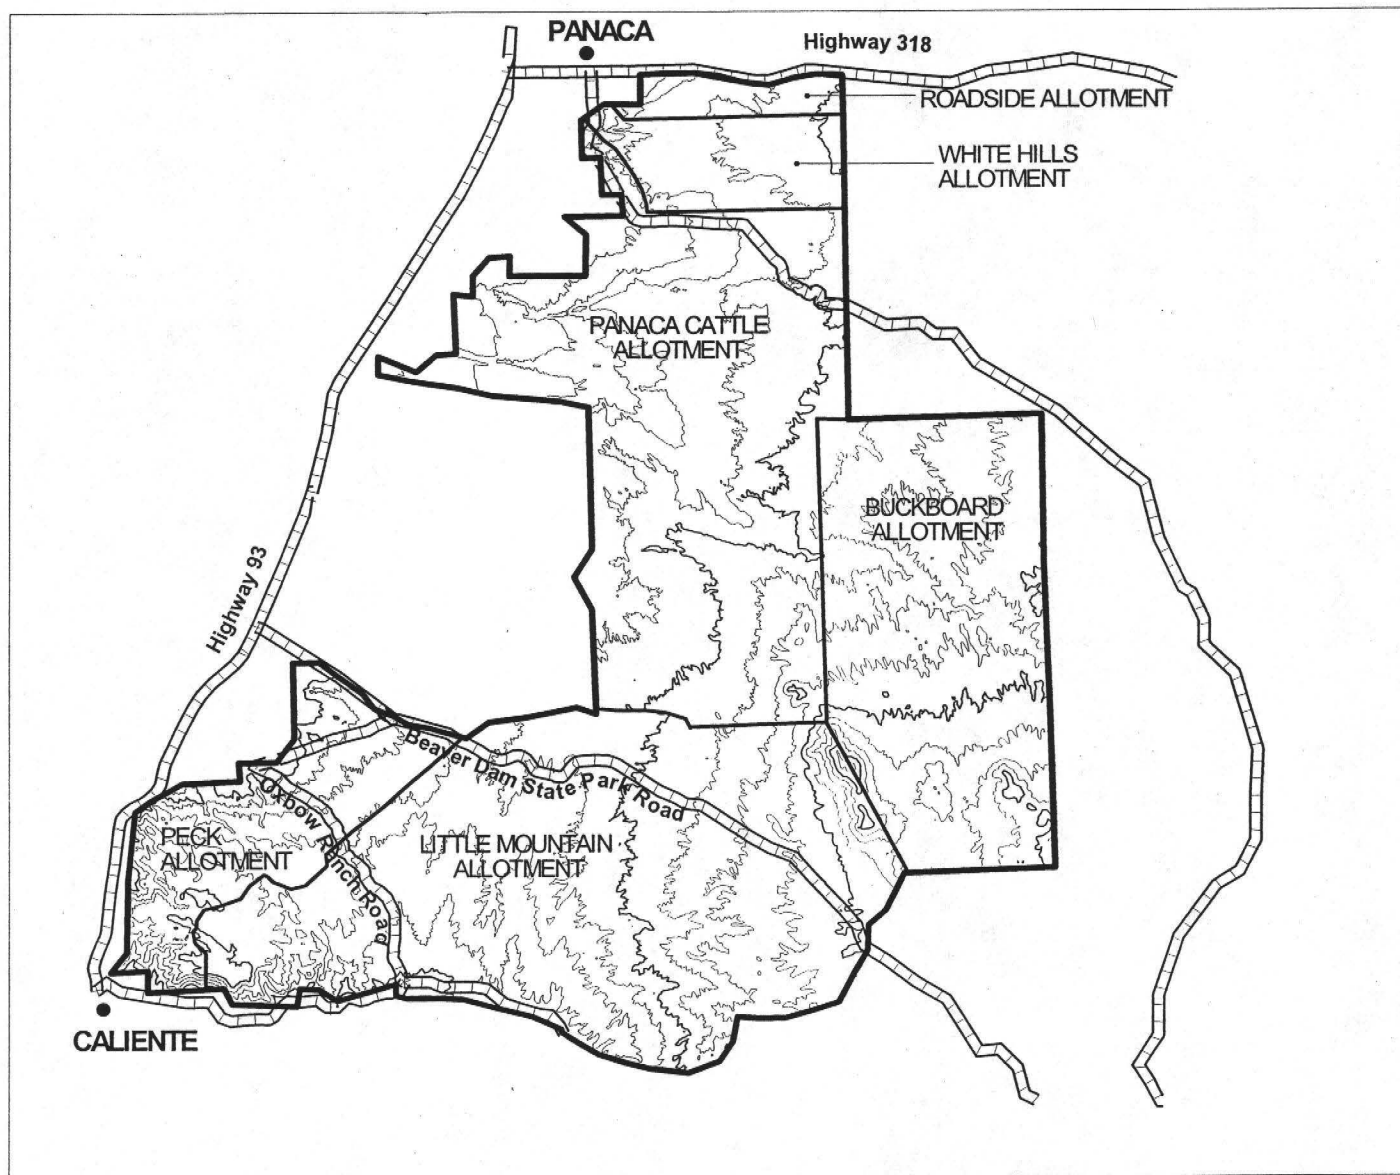 PANACA
Highway 318
ROADSIDE ALLOTMENT
WHITE HILLS
ALLOTMENT
PANACA CATTLE
ALLOTMENT
BUCKBOARD
ALLOTMENT
Highway 93
Beaver Dam State Park Road
Oxbow Rench Road
PECK
ALLOTMENT
LITTLE MOUNTAIN
ALLOTMENT
CALIENTE